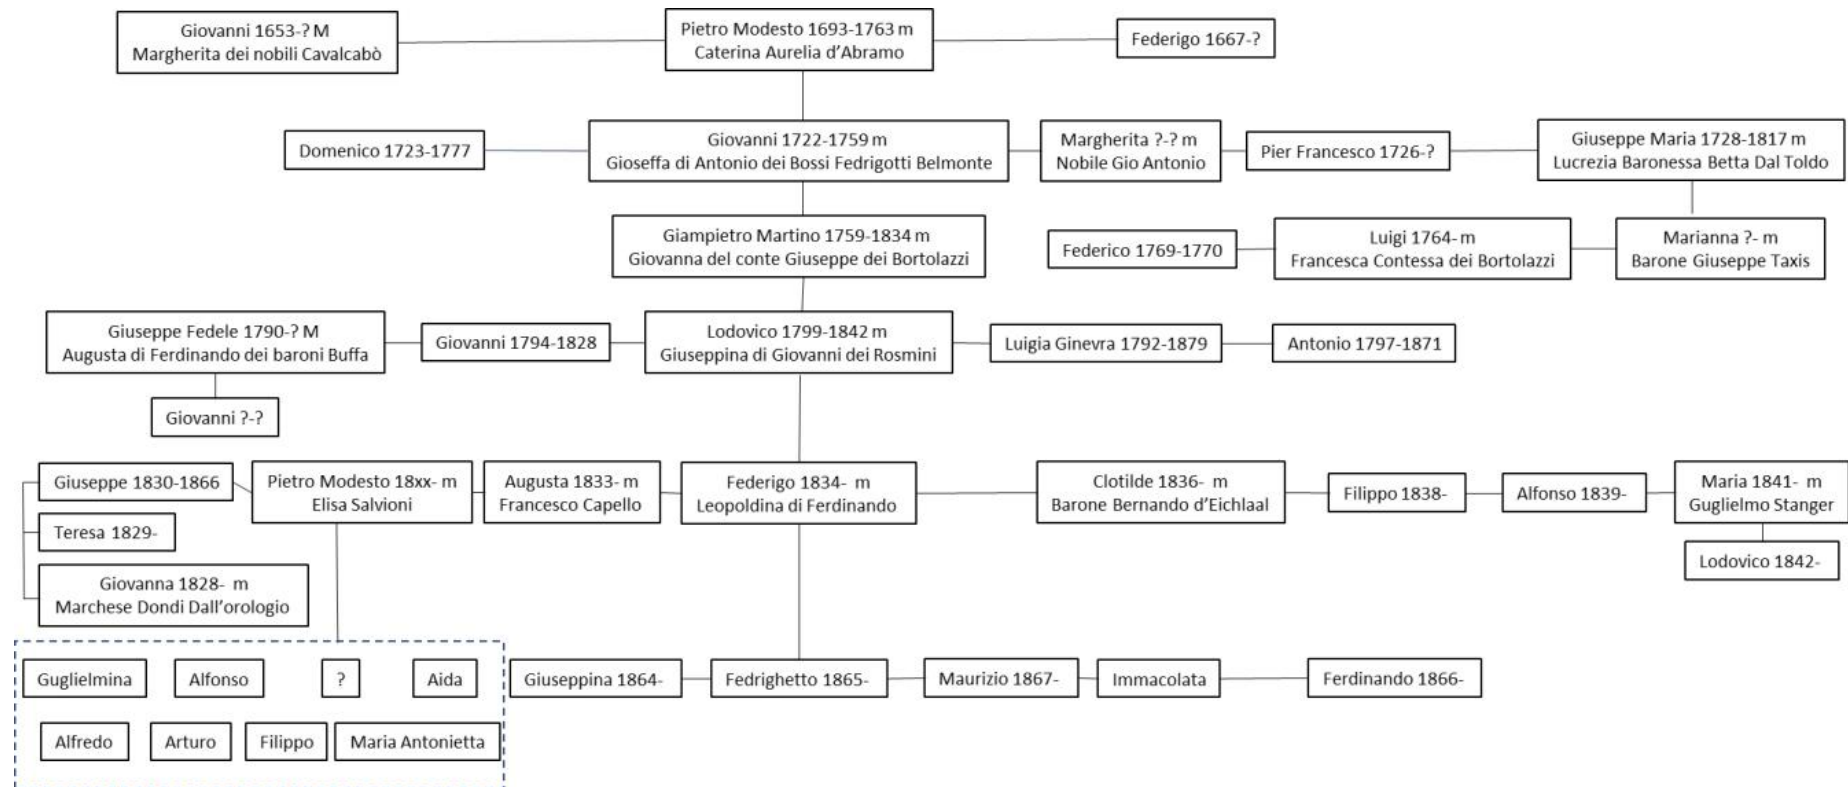 Giovanni 1653-? M
Margherita dei nobili Cavalcabò
Pietro Modesto 1693-1763 m
Caterina Aurelia d’Abramo
Federigo 1667-?
Domenico 1723-1777
Giovanni 1722-1759 m
Gioseffa di Antonio dei Bossi Fedrigotti Belmonte
Margherita ?-? m
Nobile Gio Antonio
Pier Francesco 1726-?
Giuseppe Maria 1728-1817 m
Lucrezia Baronessa Betta Dal Toldo
Giampietro Martino 1759-1834 m
Giovanna del conte Giuseppe dei Bortolazzi
Federico 1769-1770
Luigi 1764- m
Francesca Contessa dei Bortolazzi
Marianna ?- m
Barone Giuseppe Taxis
Giuseppe Fedele 1790-? M
Augusta di Ferdinando dei baroni Buffa
Giovanni 1794-1828
Lodovico 1799-1842 m
Giuseppina di Giovanni dei Rosmini
Luigia Ginevra 1792-1879
Antonio 1797-1871
Giovanni ?-?
Giuseppe 1830-1866
Pietro Modesto 18xx- m
Elisa Salvioni
Augusta 1833- m
Francesco Capello
Federigo 1834- m
Leopoldina di Ferdinando
Clotilde 1836- m
Barone Bernando d’Eichlaal
Filippo 1838-
Alfonso 1839-
Maria 1841- m
Guglielmo Stanger
Teresa 1829-
Lodovico 1842-
Giovanna 1828- m
Marchese Dondi Dall’orologio
Guglielmina
Alfonso
?
Aida
Giuseppina 1864-
Fedrighetto 1865-
Maurizio 1867-
Immacolata
Ferdinando 1866-
Alfredo
Arturo
Filippo
Maria Antonietta